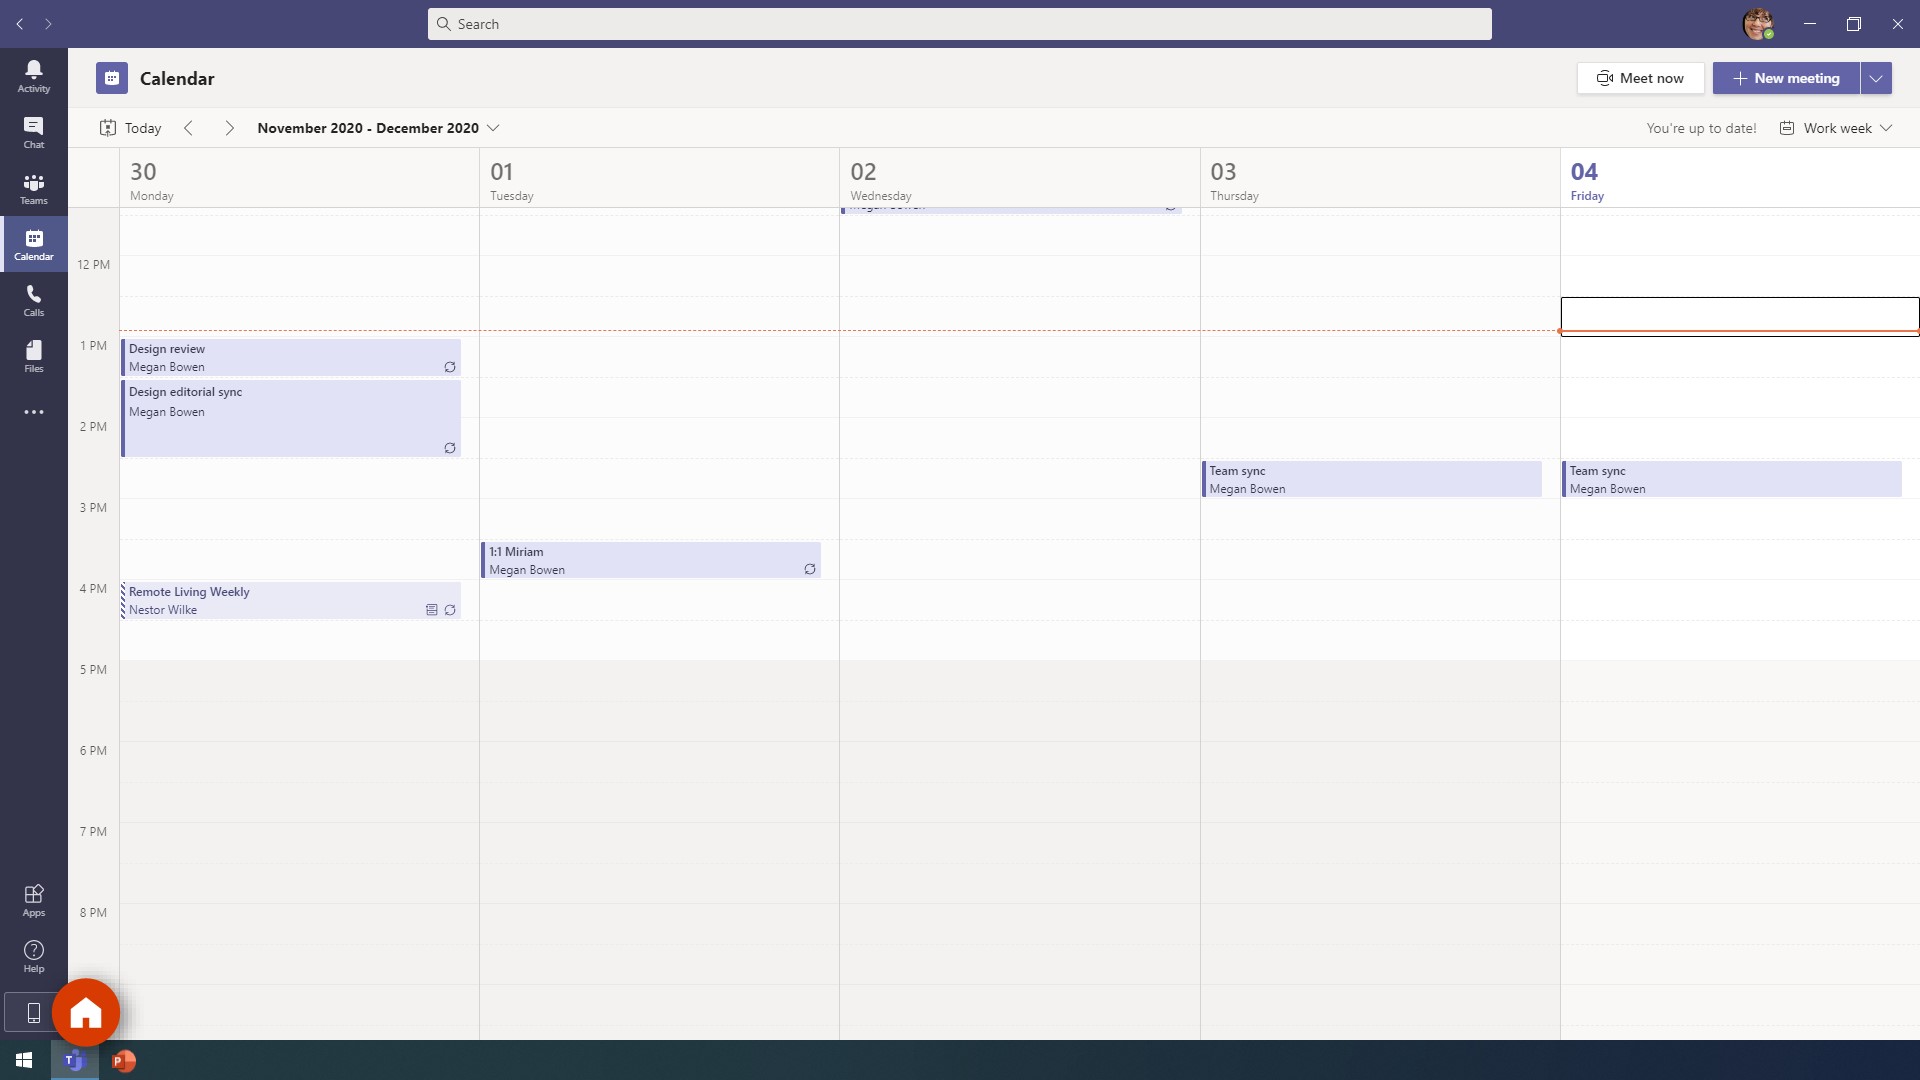 Search
Activity
Chat
Teams
Calendar
Calls
Files
Apps
Help
Calendar
Meet now
New meeting
Today
November 2020 - December 2020
You're up to date!
Work week
30
Monday
01
Tuesday
02
Wednesday
03
Thursday
04
Friday
Megan Bowen
12 PM
1 PM
2 PM
3 PM
4 PM
5 PM
6 PM
7 PM
8 PM
Design review
Megan Bowen
Design editorial sync
Megan Bowen
Remote Living Weekly
Nestor Wilke
1:1 Miriam
Megan Bowen
Team sync
Megan Bowen
Team sync
Megan Bowen
T
P